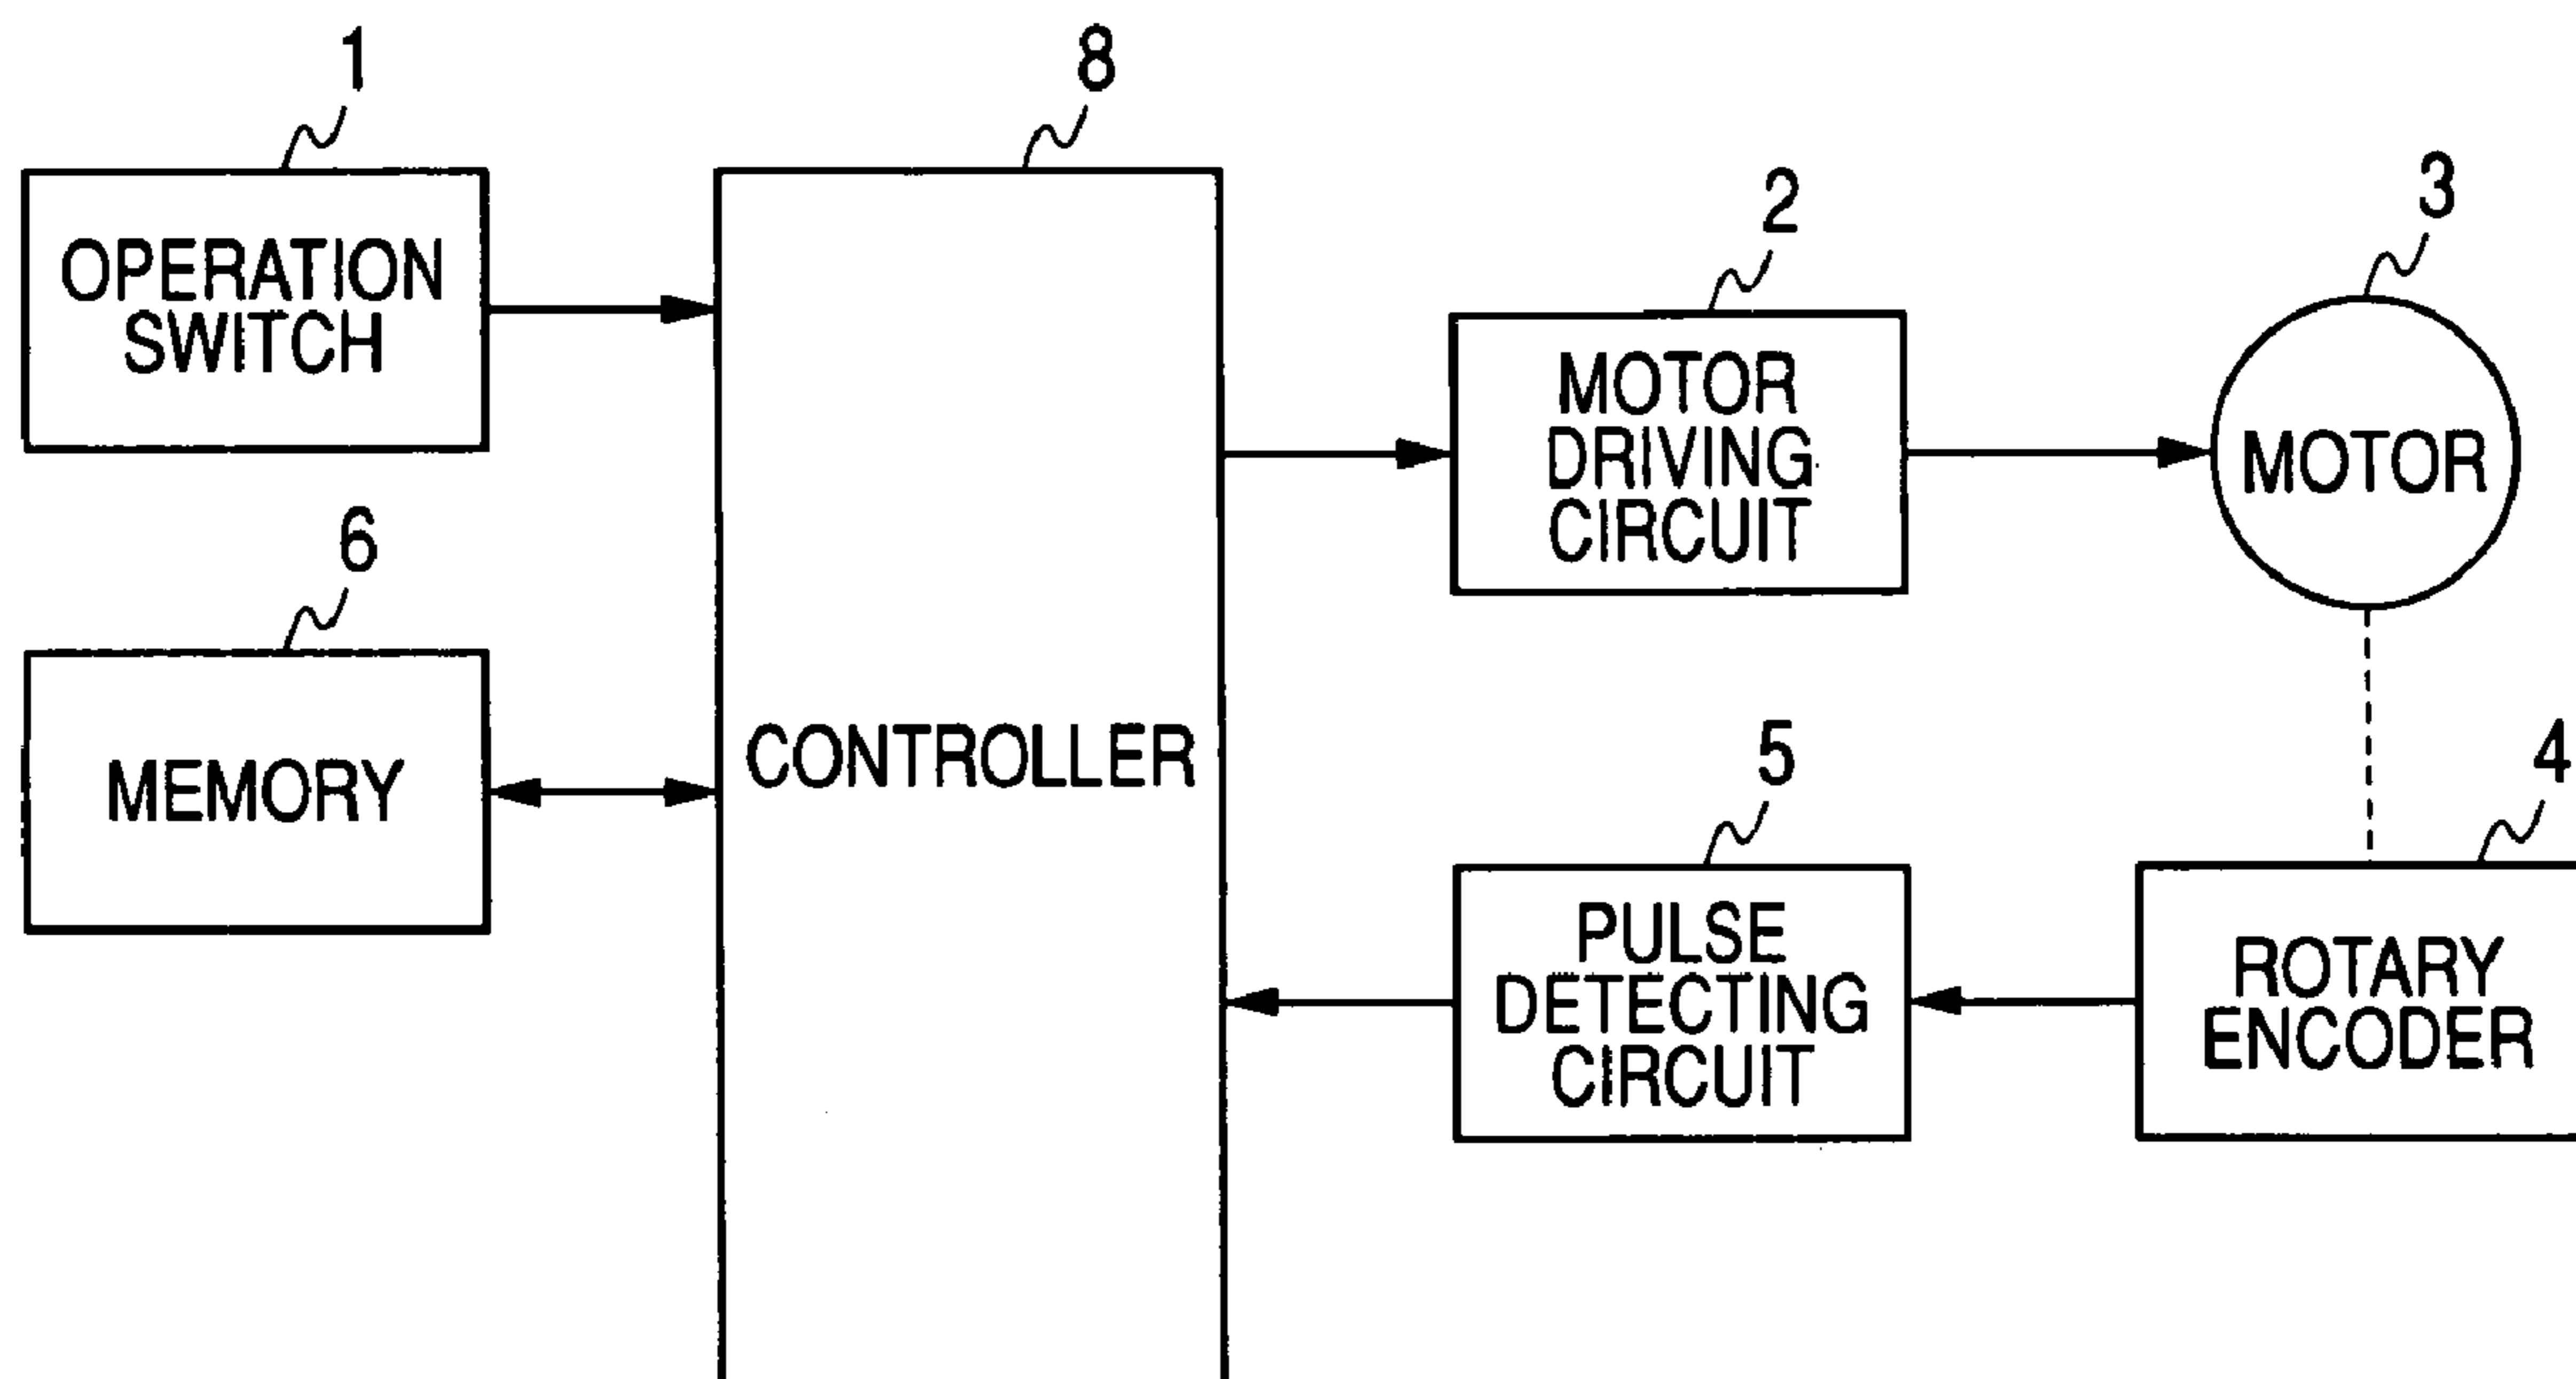 1
OPERATION
SWITCH
6
MEMORY
8
CONTROLLER
2
MOTOR
DRIVING
CIRCUIT
3
MOTOR
5
PULSE
DETECTING
CIRCUIT
4
ROTARY
ENCODER